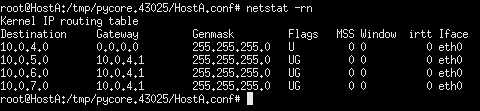 root@HostA:/tmp/pycore.43025/HostA.conf# netstat -rn
Kernel IP routing table
Destination     Gateway         Genmask         Flags   MSS Window  irtt Iface
10.0.4.0        0.0.0.0         255.255.255.0   U         0 0          0 eth0
10.0.5.0        10.0.4.1        255.255.255.0   UG        0 0          0 eth0
10.0.6.0        10.0.4.1        255.255.255.0   UG        0 0          0 eth0
10.0.7.0        10.0.4.1        255.255.255.0   UG        0 0          0 eth0
root@HostA:/tmp/pycore.43025/HostA.conf#